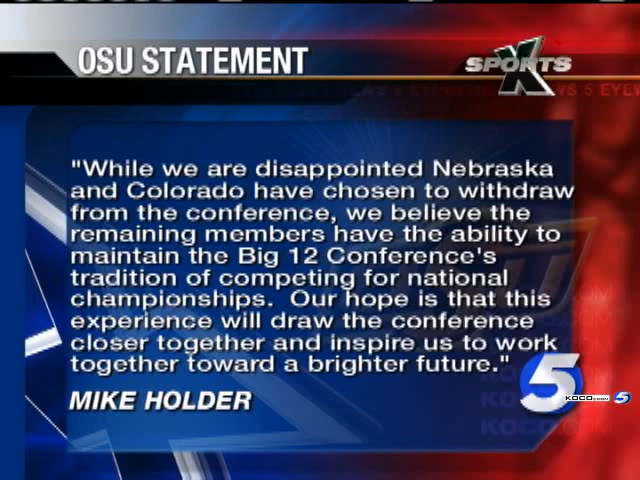 OSU STATEMENT
SPORTS
X
"While we are disappointed Nebraska
and Colorado have chosen to withdraw
from the conference, we believe the
remaining members have the ability to
maintain the Big 12 Conference's
tradition of competing for national
championships.  Our hope is that this
experience will draw the conference
closer together and inspire us to work
together toward a brighter future."
MIKE HOLDER
5
KOCO
5
KOCO